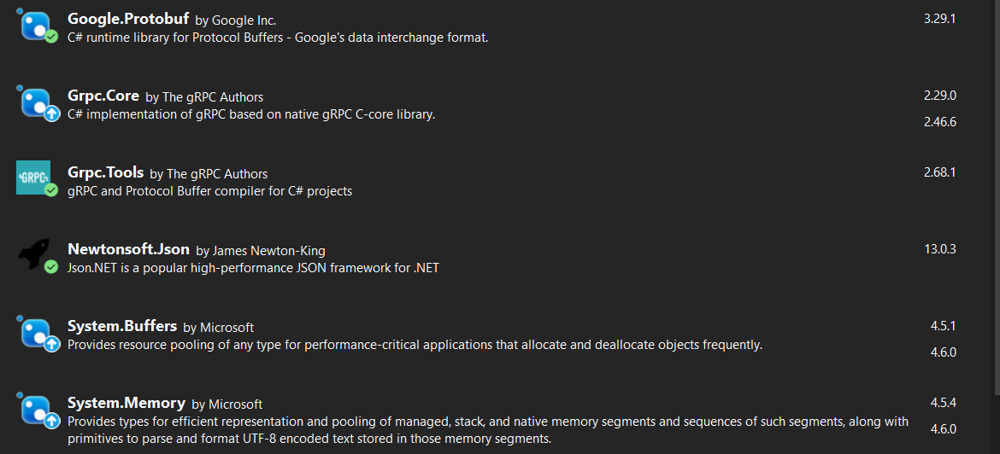 Google.Protobuf by Google Inc. 3.29.1
C# runtime library for Protocol Buffers - Google's data interchange format.
Grpc.Core by The gRPC Authors 2.29.0
C# implementation of gRPC based on native gRPC C-core library. 2.46.6
GRPC
Grpc.Tools by The gRPC Authors 2.68.1
gRPC and Protocol Buffer compiler for C# projects
Newtonsoft.Json by James Newton-King 13.0.3
Json.NET is a popular high-performance JSON framework for .NET
System.Buffers by Microsoft 4.5.1
Provides resource pooling of any type for performance-critical applications that allocate and deallocate objects frequently. 4.6.0
System.Memory by Microsoft 4.5.4
Provides types for efficient representation and pooling of managed, stack, and native memory segments and sequences of such segments, along with 4.6.0
primitives to parse and format UTF-8 encoded text stored in those memory segments.